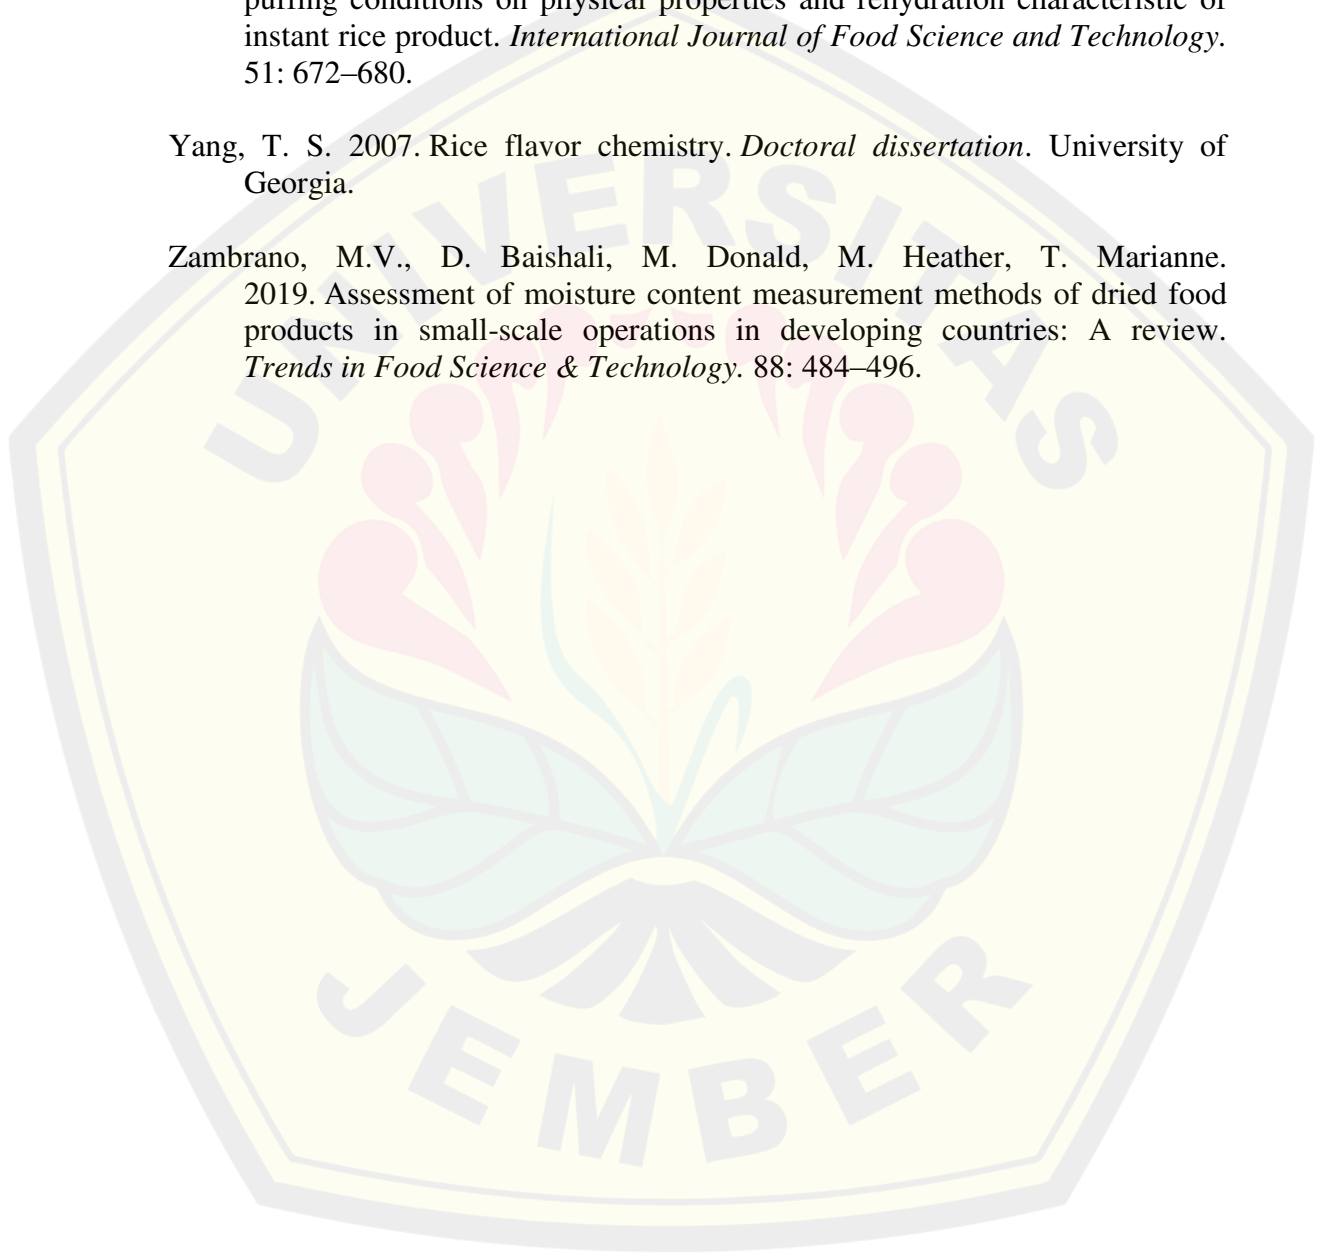 puffing conditions on physical properties and rehydration characteristic of
instant rice product. International Journal of Food Science and Technology.
51: 672–680.
Yang, T. S. 2007. Rice flavor chemistry. Doctoral dissertation. University of
Georgia.
Zambrano, M.V., D. Baishali, M. Donald, M. Heather, T. Marianne.
2019. Assessment of moisture content measurement methods of dried food
products in small-scale operations in developing countries: A review.
Trends in Food Science & Technology. 88: 484–496.
UNIVERSITAS
JEMBER